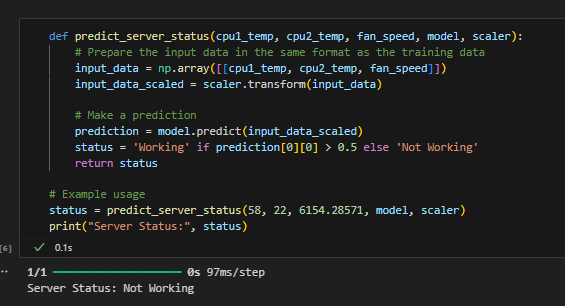 def predict_server_status(cpu1_temp, cpu2_temp, fan_speed, model, scaler):
    # Prepare the input data in the same format as the training data
    input_data = np.array([[cpu1_temp, cpu2_temp, fan_speed]])
    input_data_scaled = scaler.transform(input_data)

    # Make a prediction
    prediction = model.predict(input_data_scaled)
    status = 'Working' if prediction[0][0] > 0.5 else 'Not Working'
    return status

# Example usage
status = predict_server_status(58, 22, 6154.28571, model, scaler)
print("Server Status:", status)
[6] ✓ 0.1s
1/1 ━━━━━━━━━━━━━━━━━━━━ 0s 97ms/step
Server Status: Not Working